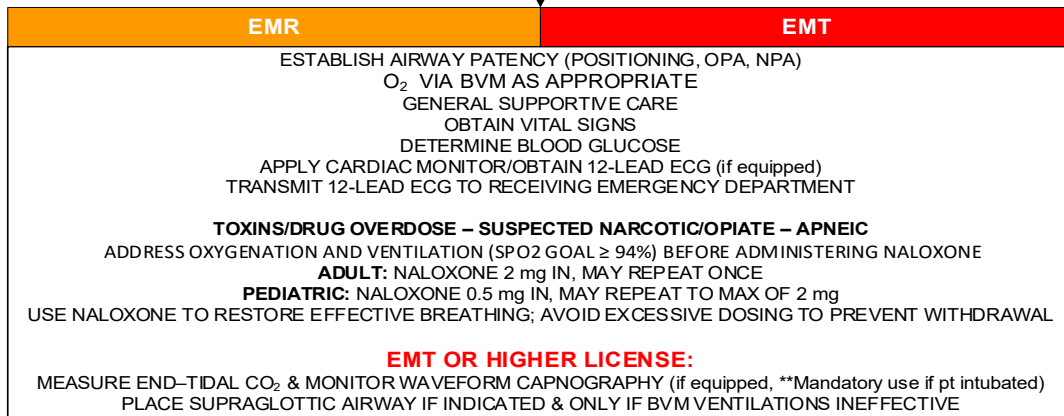 EMR
EMT
ESTABLISH AIRWAY PATENCY (POSITIONING, OPA, NPA)
O₂ VIA BVM AS APPROPRIATE
GENERAL SUPPORTIVE CARE
OBTAIN VITAL SIGNS
DETERMINE BLOOD GLUCOSE
APPLY CARDIAC MONITOR/OBTAIN 12-LEAD ECG (if equipped)
TRANSMIT 12-LEAD ECG TO RECEIVING EMERGENCY DEPARTMENT
TOXINS/DRUG OVERDOSE – SUSPECTED NARCOTIC/OPIATE – APNEIC
ADDRESS OXYGENATION AND VENTILATION (SPO2 GOAL ≥ 94%) BEFORE ADMINISTERING NALOXONE
ADULT: NALOXONE 2 mg IN, MAY REPEAT ONCE
PEDIATRIC: NALOXONE 0.5 mg IN, MAY REPEAT TO MAX OF 2 mg
USE NALOXONE TO RESTORE EFFECTIVE BREATHING; AVOID EXCESSIVE DOSING TO PREVENT WITHDRAWAL
EMT OR HIGHER LICENSE:
MEASURE END–TIDAL CO₂ & MONITOR WAVEFORM CAPNOGRAPHY (if equipped, **Mandatory use if pt intubated)
PLACE SUPRAGLOTTIC AIRWAY IF INDICATED & ONLY IF BVM VENTILATIONS INEFFECTIVE